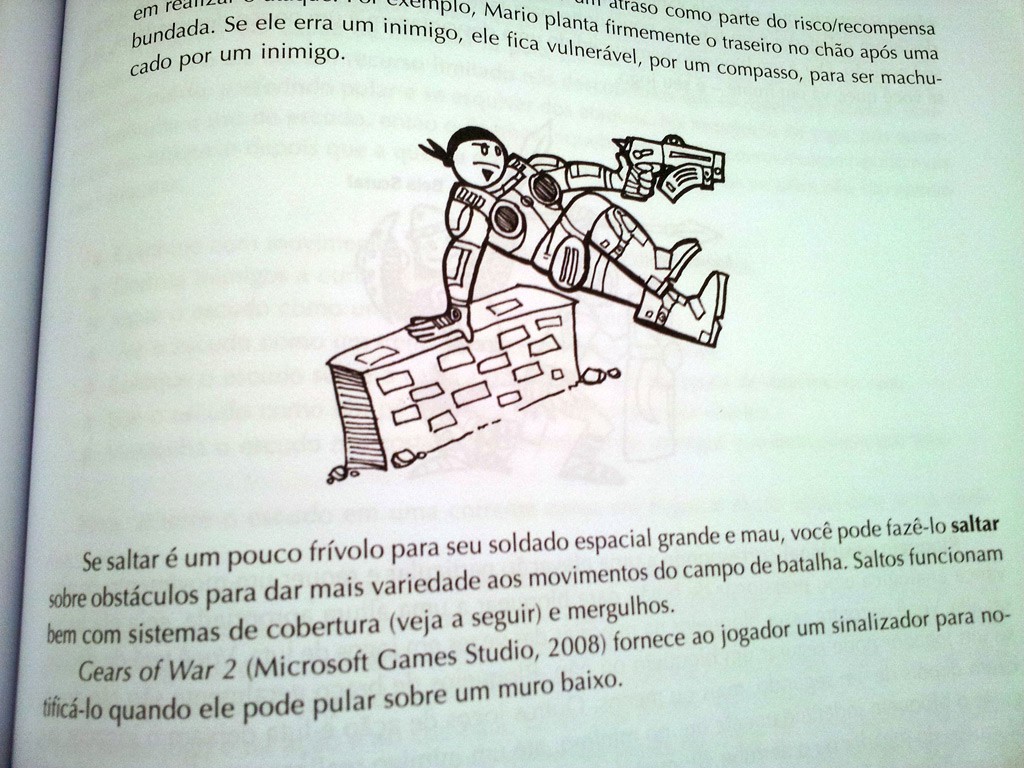 em realizar o ataque. Por exemplo, Mario planta firmemente o traseiro no chão após uma
um atraso como parte do risco/recompensa
bundada. Se ele erra um inimigo, ele fica vulnerável, por um compasso, para ser machu-
cado por um inimigo.
Se saltar é um pouco frívolo para seu soldado espacial grande e mau, você pode fazê-lo saltar
sobre obstáculos para dar mais variedade aos movimentos do campo de batalha. Saltos funcionam
bem com sistemas de cobertura (veja a seguir) e mergulhos.
Gears of War 2 (Microsoft Games Studio, 2008) fornece ao jogador um sinalizador para no-
tificá-lo quando ele pode pular sobre um muro baixo.